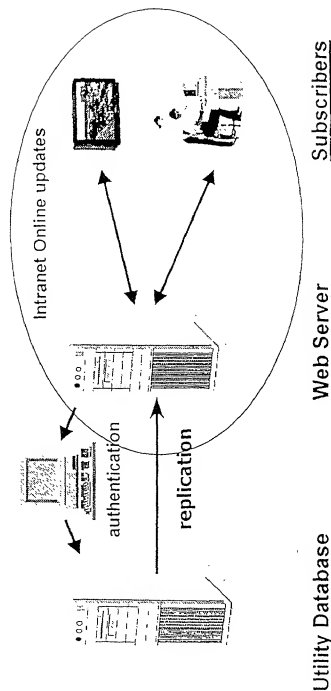 Intranet Online updates
authentication
replication
Utility Database
Web Server
Subscribers